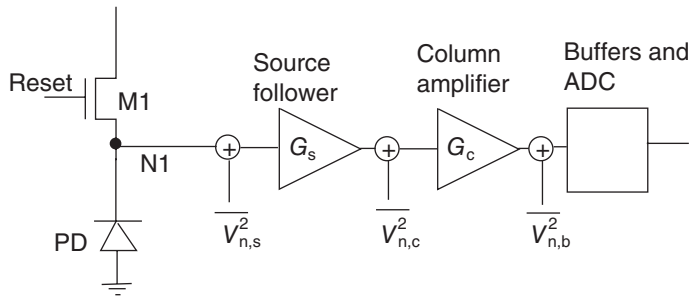 Reset
M1
N1
PD
Source
follower
Column
amplifier
Buffers and
ADC
+
G_s
+
G_c
+
V²_n,s
V²_n,c
V²_n,b